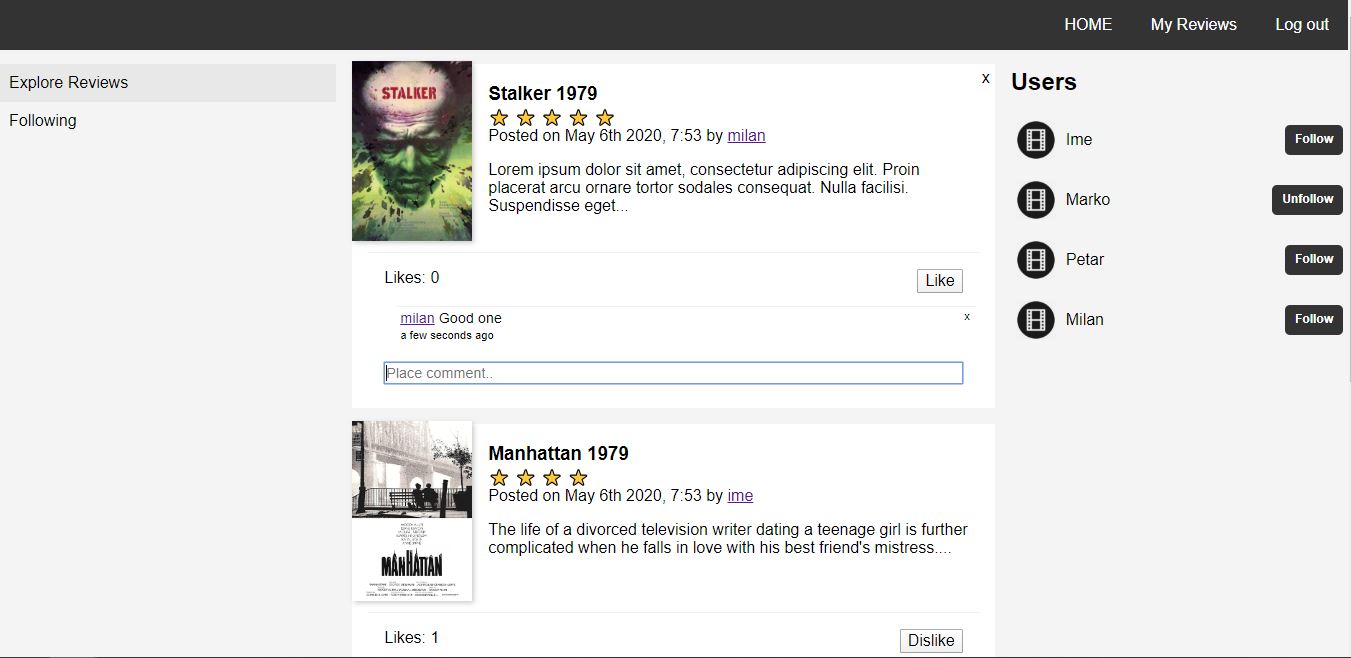 HOME My Reviews Log out
Explore Reviews
Following
STALKER
x
Stalker 1979
Posted on May 6th 2020, 7:53 by milan
Lorem ipsum dolor sit amet, consectetur adipiscing elit. Proin
placerat arcu ornare tortor sodales consequat. Nulla facilisi.
Suspendisse eget...
Likes: 0 Like
milan Good one x
a few seconds ago
Place comment..
MANHATTAN
Manhattan 1979
Posted on May 6th 2020, 7:53 by ime
The life of a divorced television writer dating a teenage girl is further
complicated when he falls in love with his best friend's mistress....
Likes: 1 Dislike
Users
Ime Follow
Marko Unfollow
Petar Follow
Milan Follow